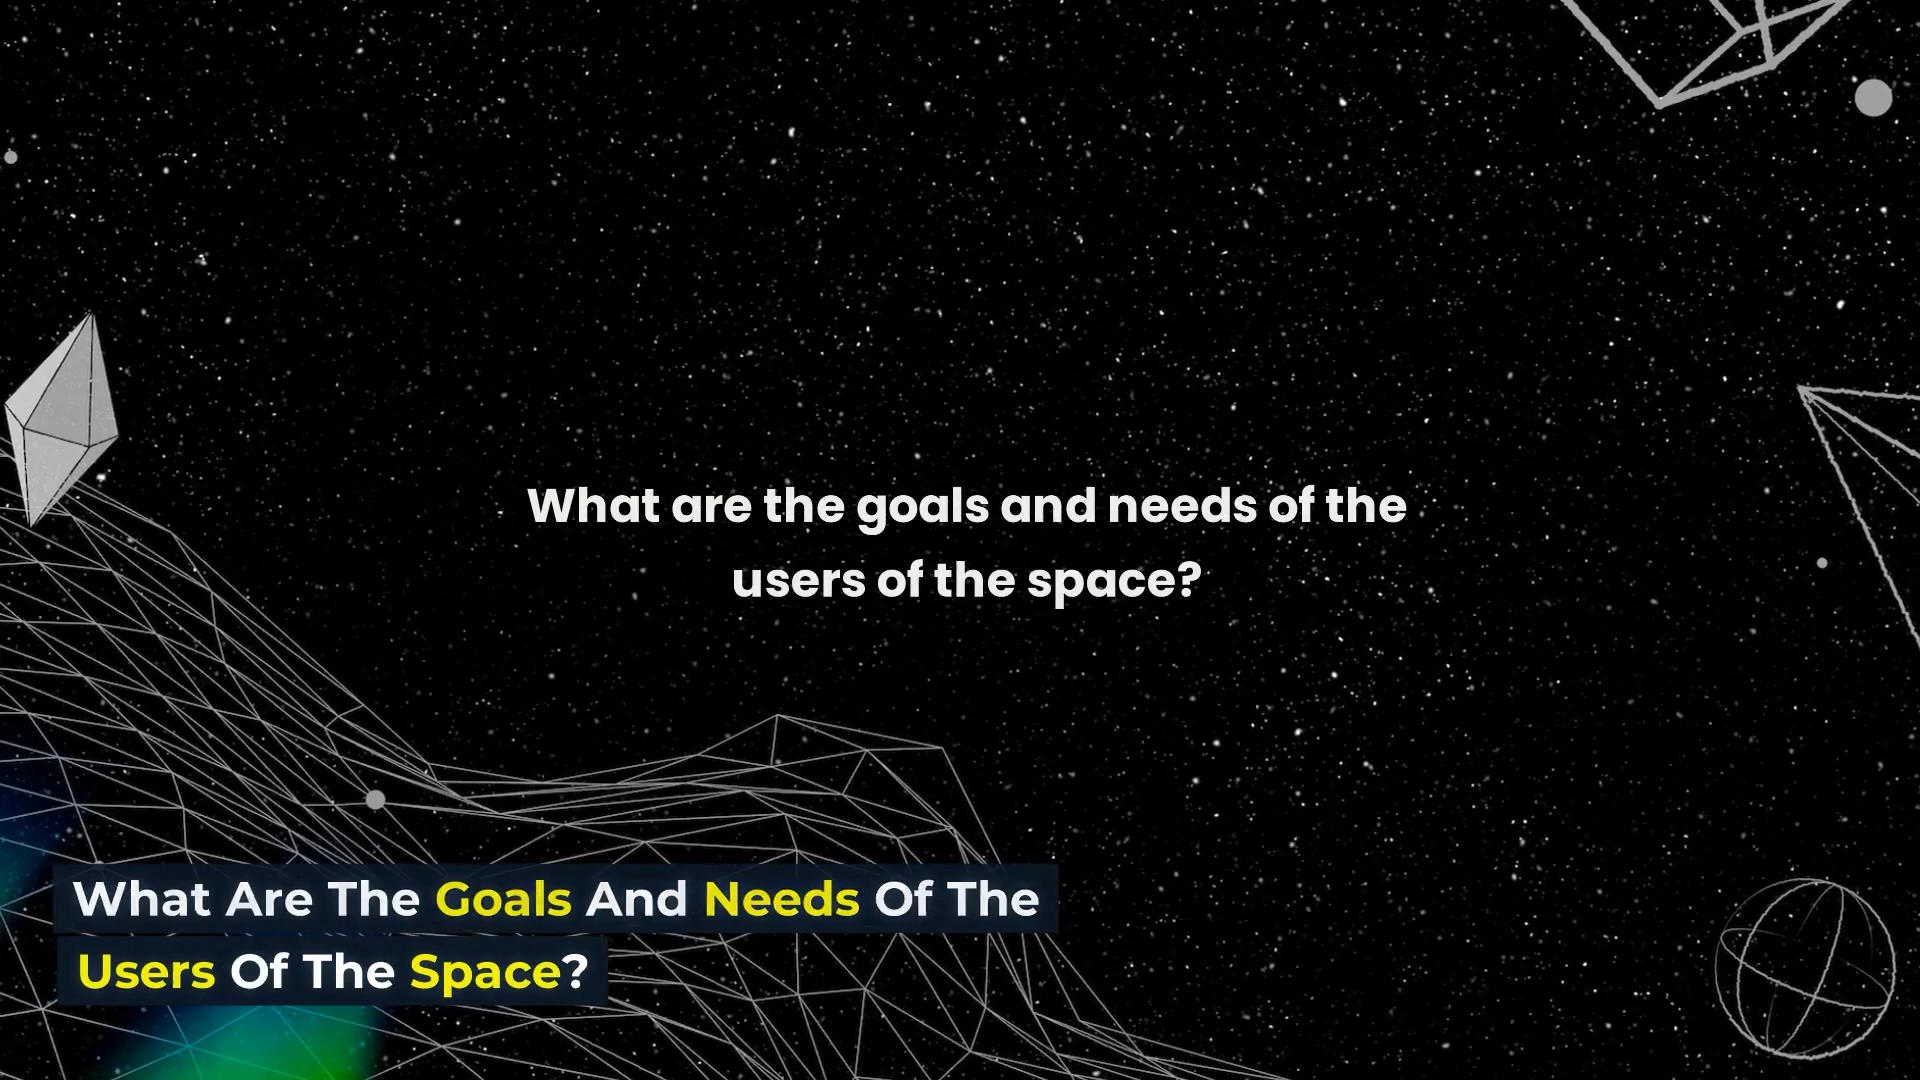 What are the goals and needs of the
users of the space?
What Are The Goals And Needs Of The
Users Of The Space?